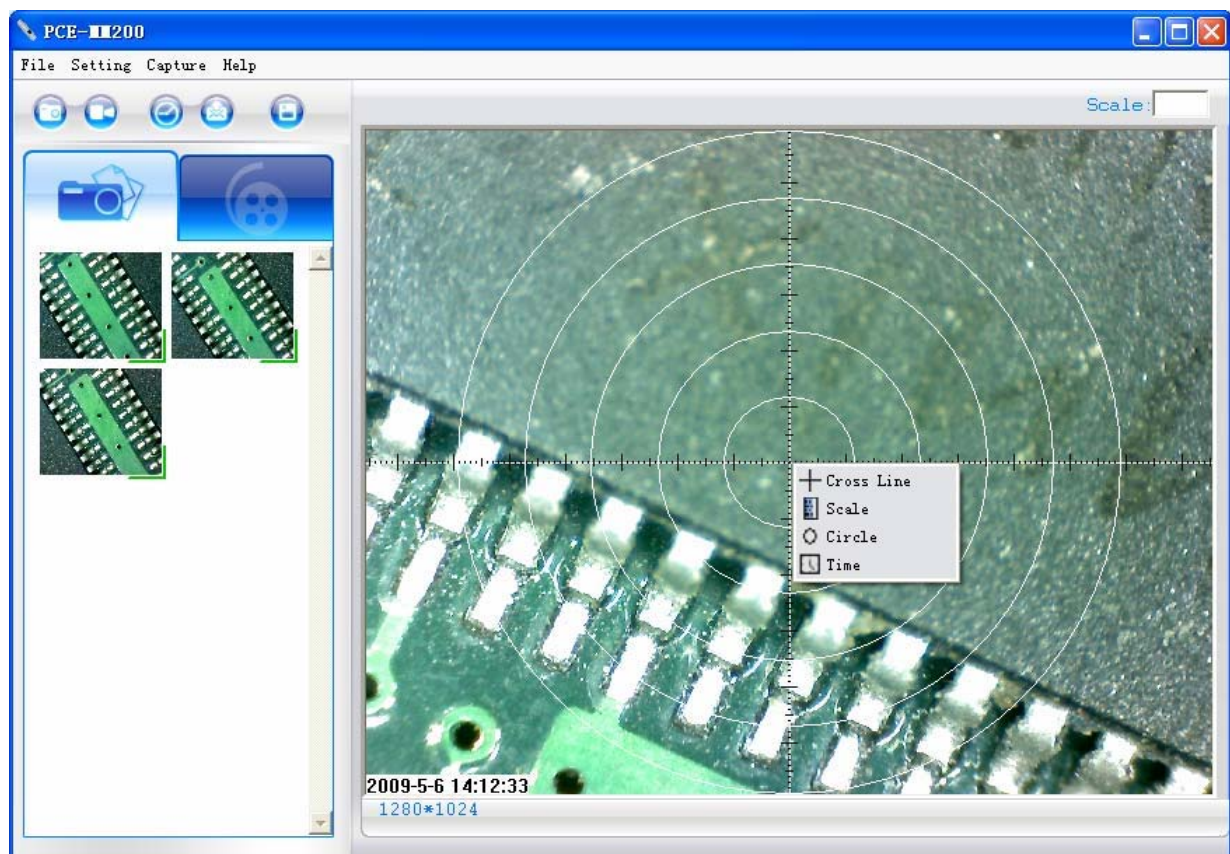 PCE-MM200
File Setting Capture Help
Scale:
Cross Line
Scale
Circle
Time
2009-5-6 14:12:33
1280*1024